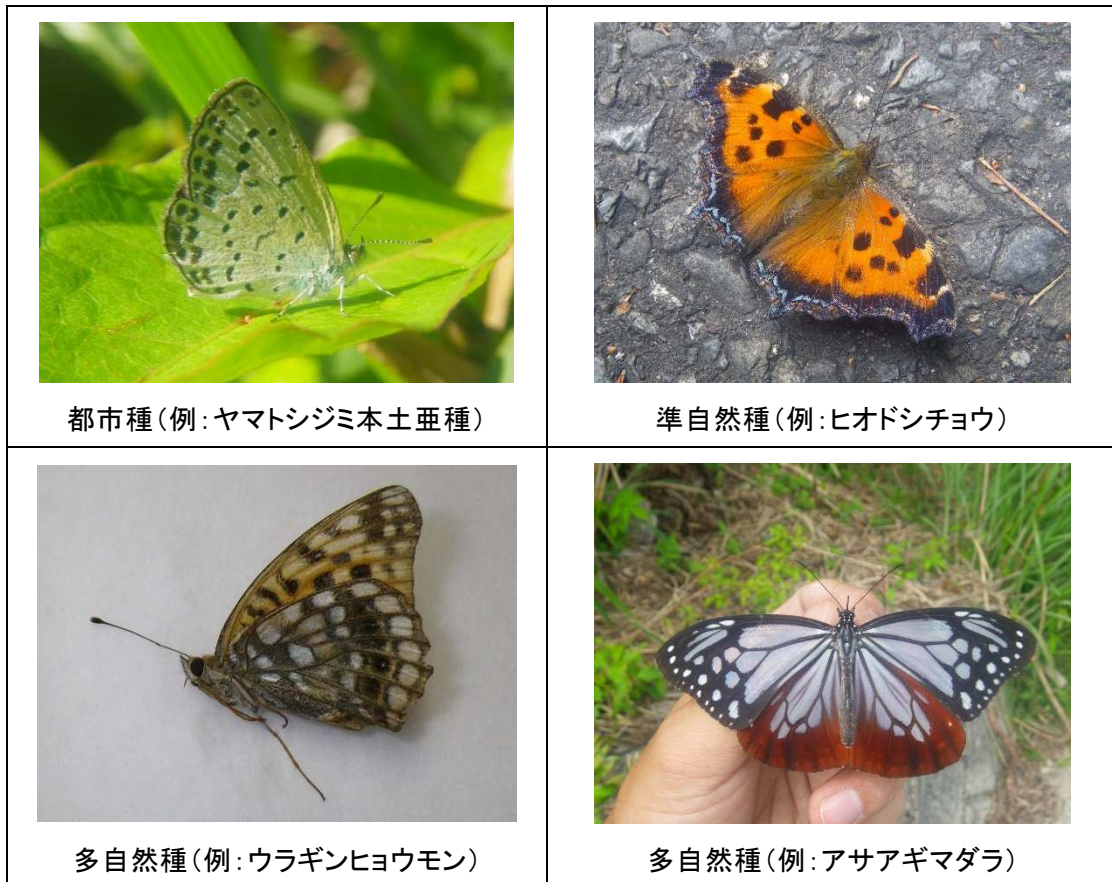 都市種(例:ヤマトシジミ本土亜種)
準自然種(例:ヒオドシチョウ)
多自然種(例:ウラギンヒョウモン)
多自然種(例:アサアギマダラ)